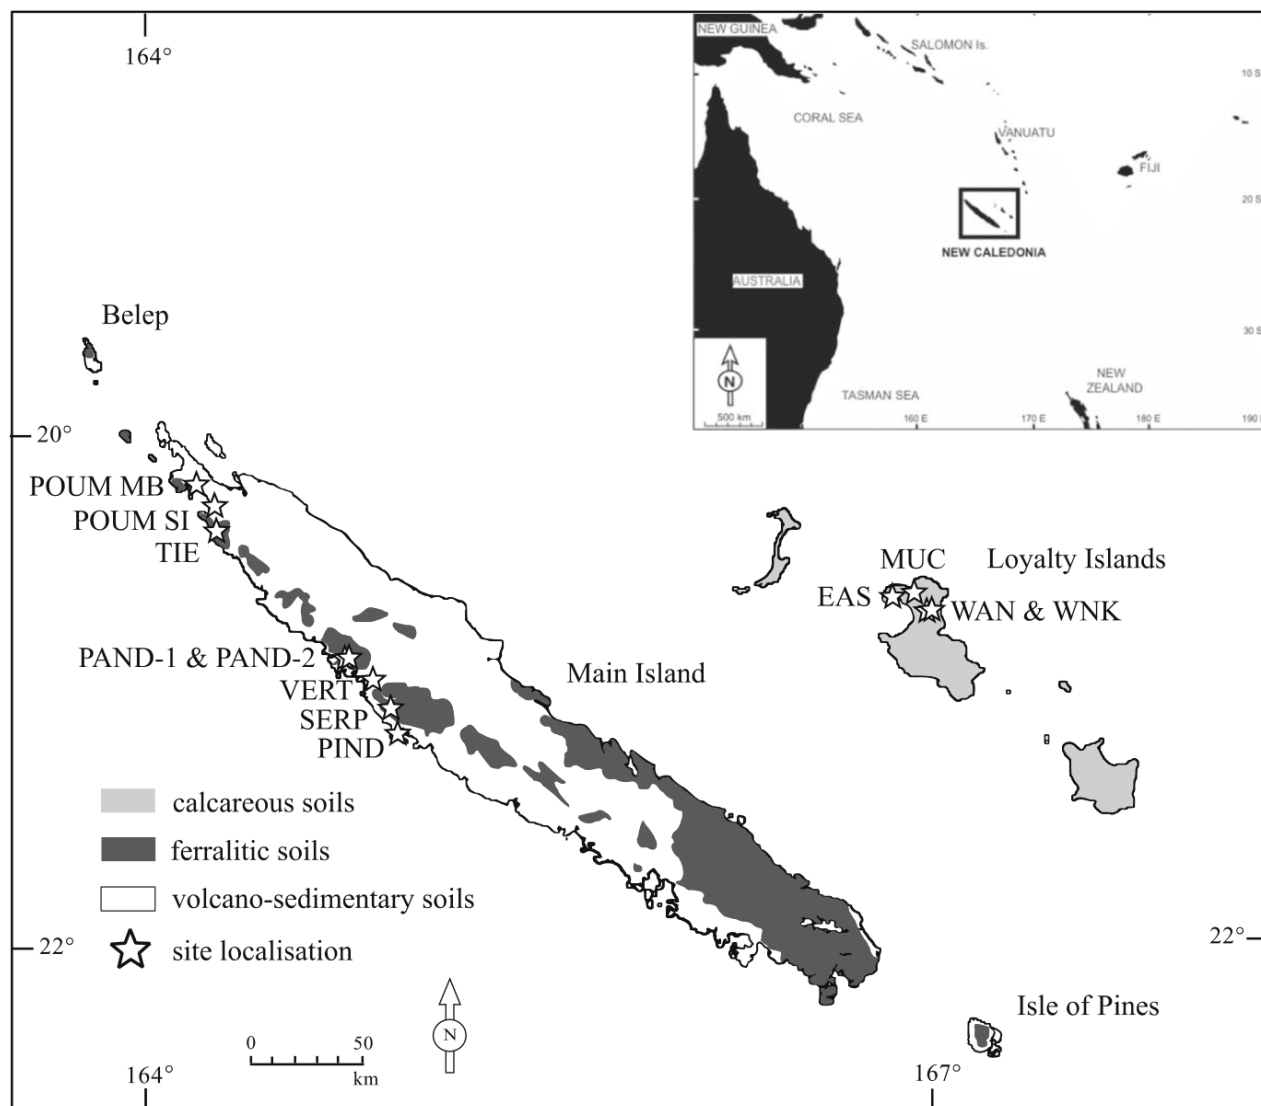 164°
NEW GUINEA
SALOMON Is.
10 S
CORAL SEA
VANUATU
FIJI
20 S
NEW CALEDONIA
AUSTRALIA
30 S
N
500 km
TASMAN SEA
NEW
ZEALAND
160 E
170 E
180 E
190 E
Belep
20°
POUM MB
POUM SI
TIE
MUC
Loyalty Islands
EAS
WAN & WNK
PAND-1 & PAND-2
Main Island
VERT
SERP
PIND
calcareous soils
ferralitic soils
volcano-sedimentary soils
site localisation
22°
22°
Isle of Pines
N
0 50
km
164°
167°